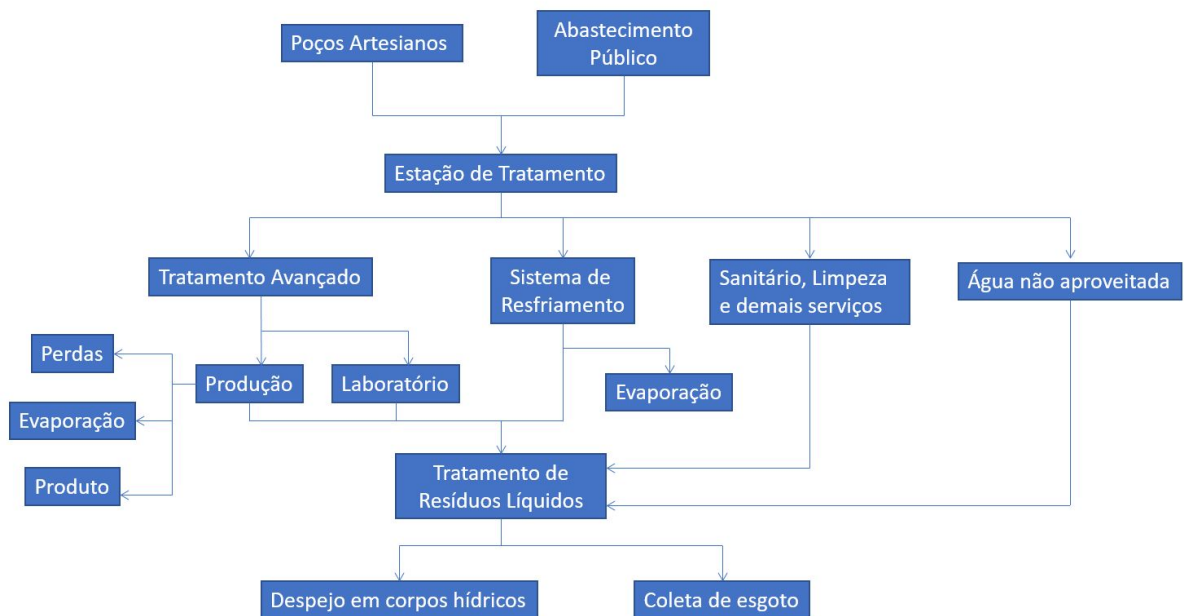 Poços Artesianos
Abastecimento
Público
Estação de Tratamento
Tratamento Avançado
Sistema de
Resfriamento
Sanitário, Limpeza
e demais serviços
Água não aproveitada
Perdas
Produção
Laboratório
Evaporação
Evaporação
Produto
Tratamento de
Resíduos Líquidos
Despejo em corpos hídricos
Coleta de esgoto